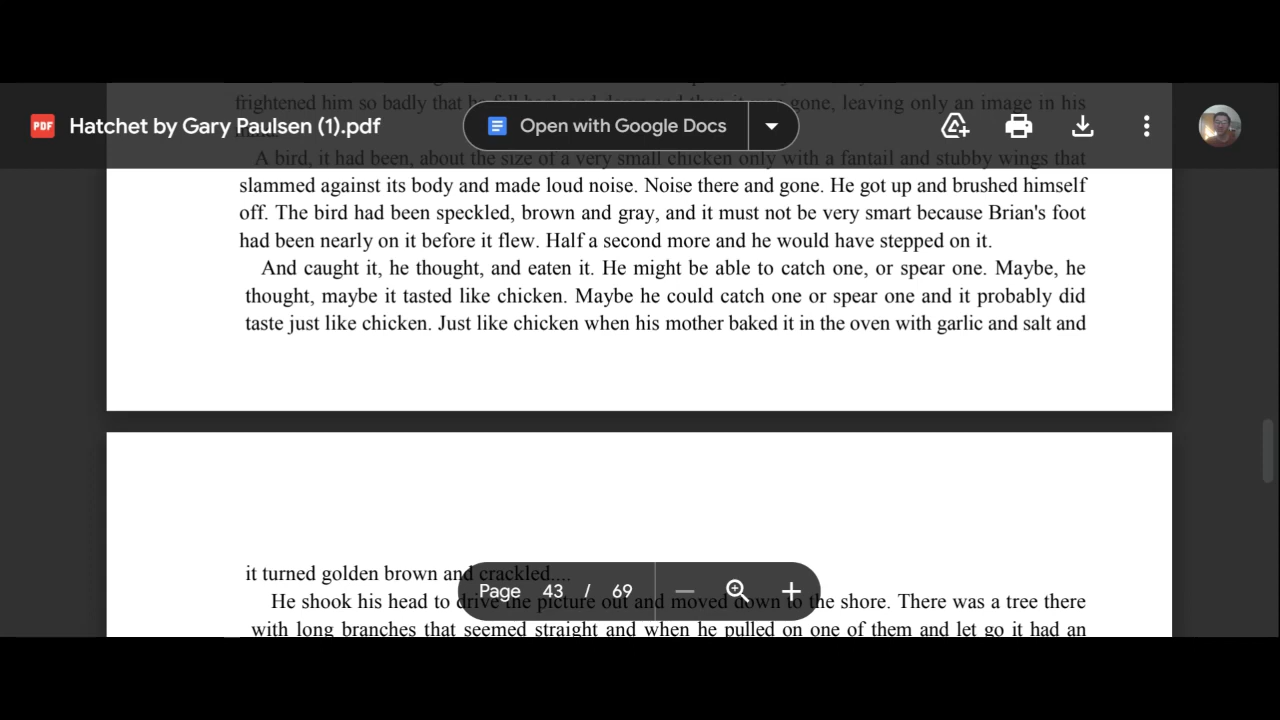 frightened him so badly that he fell back and down and then it was gone, leaving only an image in his
PDF Hatchet by Gary Paulsen (1).pdf Open with Google Docs
A bird, it had been, about the size of a very small chicken only with a fantail and stubby wings that
slammed against its body and made loud noise. Noise there and gone. He got up and brushed himself
off. The bird had been speckled, brown and gray, and it must not be very smart because Brian's foot
had been nearly on it before it flew. Half a second more and he would have stepped on it.
And caught it, he thought, and eaten it. He might be able to catch one, or spear one. Maybe, he
thought, maybe it tasted like chicken. Maybe he could catch one or spear one and it probably did
taste just like chicken. Just like chicken when his mother baked it in the oven with garlic and salt and
it turned golden brown and crackled....
Page 43 / 69
He shook his head to drive the picture out and moved down to the shore. There was a tree there
with long branches that seemed straight and when he pulled on one of them and let go it had an